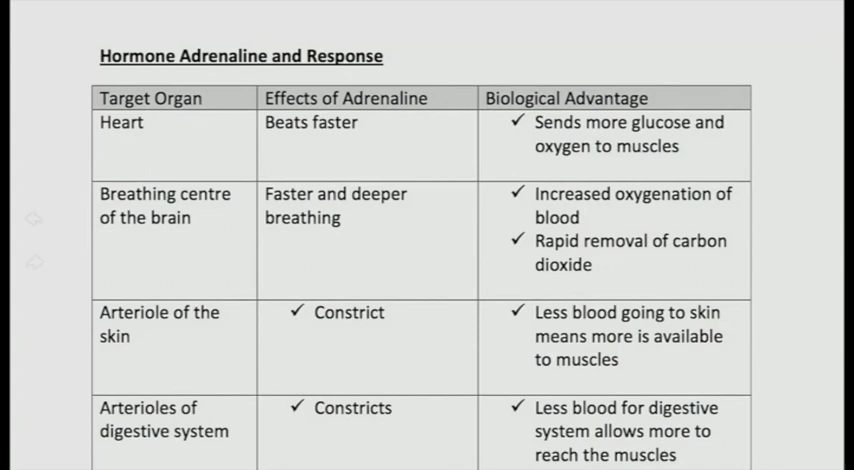 Hormone Adrenaline and Response
Target Organ Effects of Adrenaline Biological Advantage
Heart Beats faster ✓ Sends more glucose and
oxygen to muscles
Breathing centre Faster and deeper ✓ Increased oxygenation of
of the brain breathing blood
✓ Rapid removal of carbon
dioxide
Arteriole of the ✓ Constrict ✓ Less blood going to skin
skin means more is available
to muscles
Arterioles of ✓ Constricts ✓ Less blood for digestive
digestive system system allows more to
reach the muscles